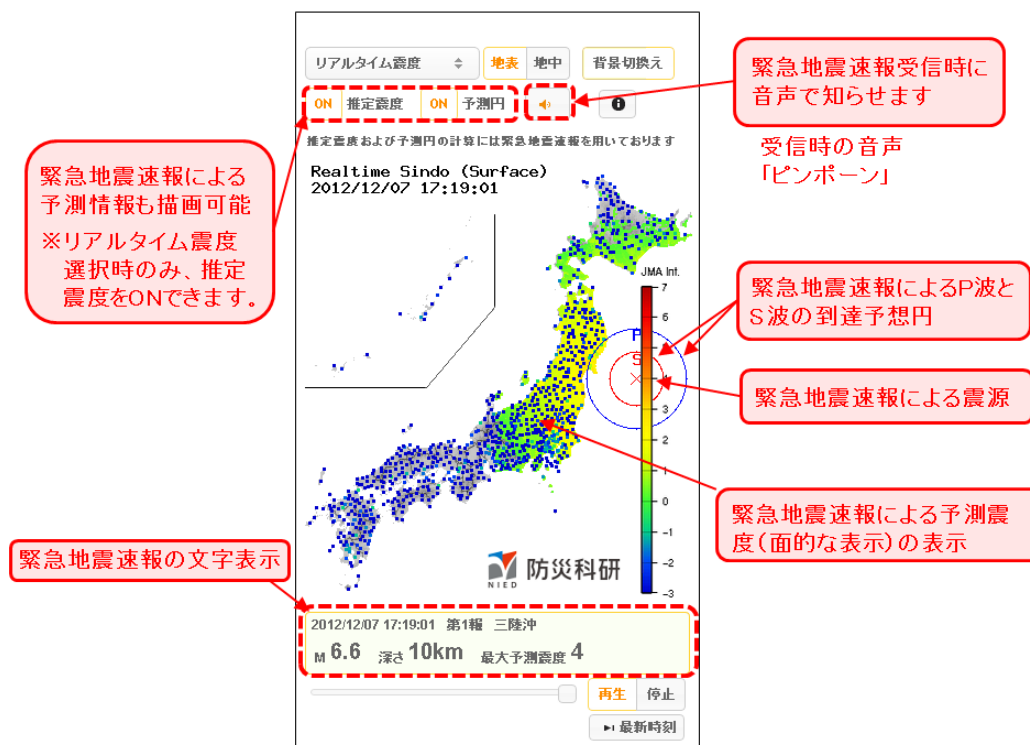 リアルタイム震度
地表 地中
背景切換え
ON 推定震度 ON 予測円
推定震度および予測円の計算には緊急地震速報を用いております
緊急地震速報受信時に
音声で知らせます
受信時の音声
「ピンポーン」
緊急地震速報による
予測情報も描画可能
※リアルタイム震度
選択時のみ、推定
震度をONできます。
Realtime Sindo (Surface)
2012/12/07 17:19:01
JMA Int.
7
6
4
3
2
1
0
-1
-2
-3
P
S
緊急地震速報によるP波と
S波の到達予想円
緊急地震速報による震源
緊急地震速報による予測震
度(面的な表示)の表示
緊急地震速報の文字表示
NIED 防災科研
2012/12/07 17:19:01 第1報 三陸沖
M 6.6 深さ 10km 最大予測震度 4
再生 停止
最新時刻